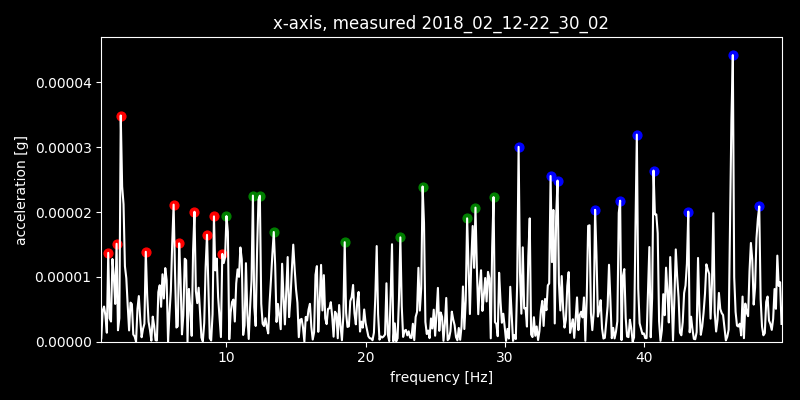 x-axis, measured 2018_02_12-22_30_02
0.00004
0.00003
0.00002
0.00001
0.00000
acceleration [g]
10 20 30 40
frequency [Hz]